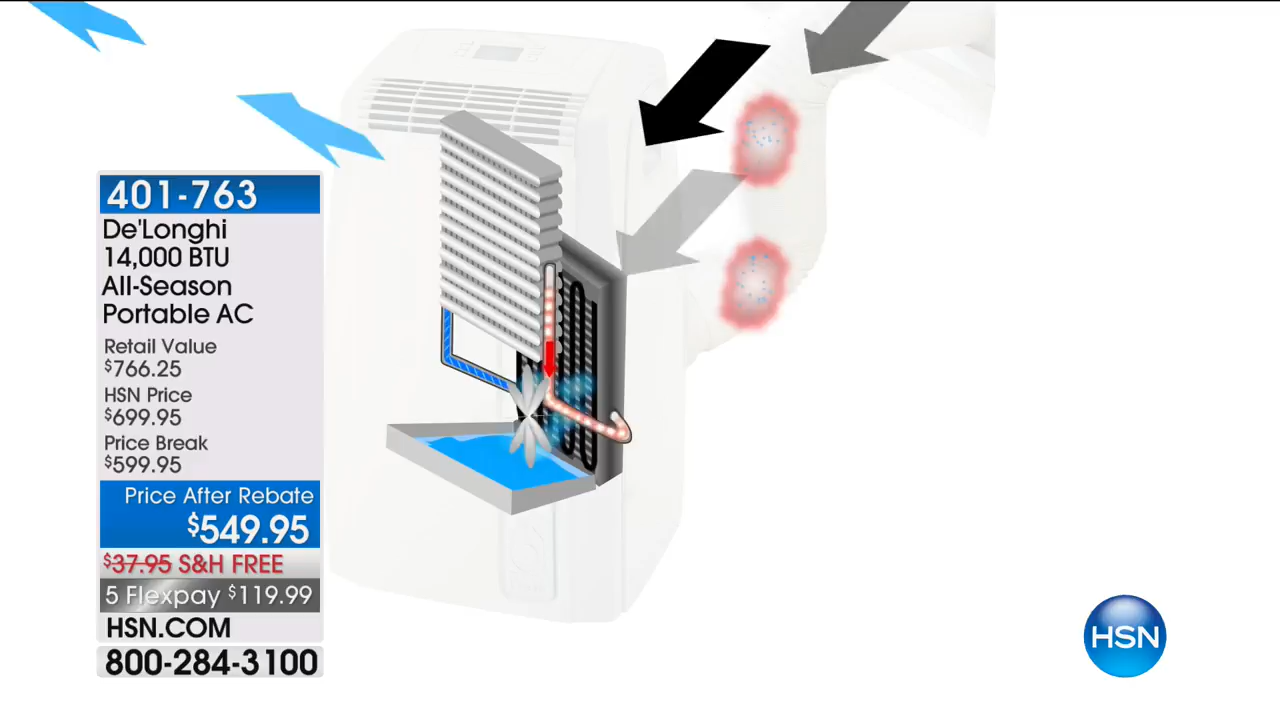 401-763
De'Longhi
14,000 BTU
All-Season
Portable AC
Retail Value
$766.25
HSN Price
$699.95
Price Break
$599.95
Price After Rebate
$549.95
$37.95 S&H FREE
5 Flexpay $119.99
HSN.COM
800-284-3100
HSN